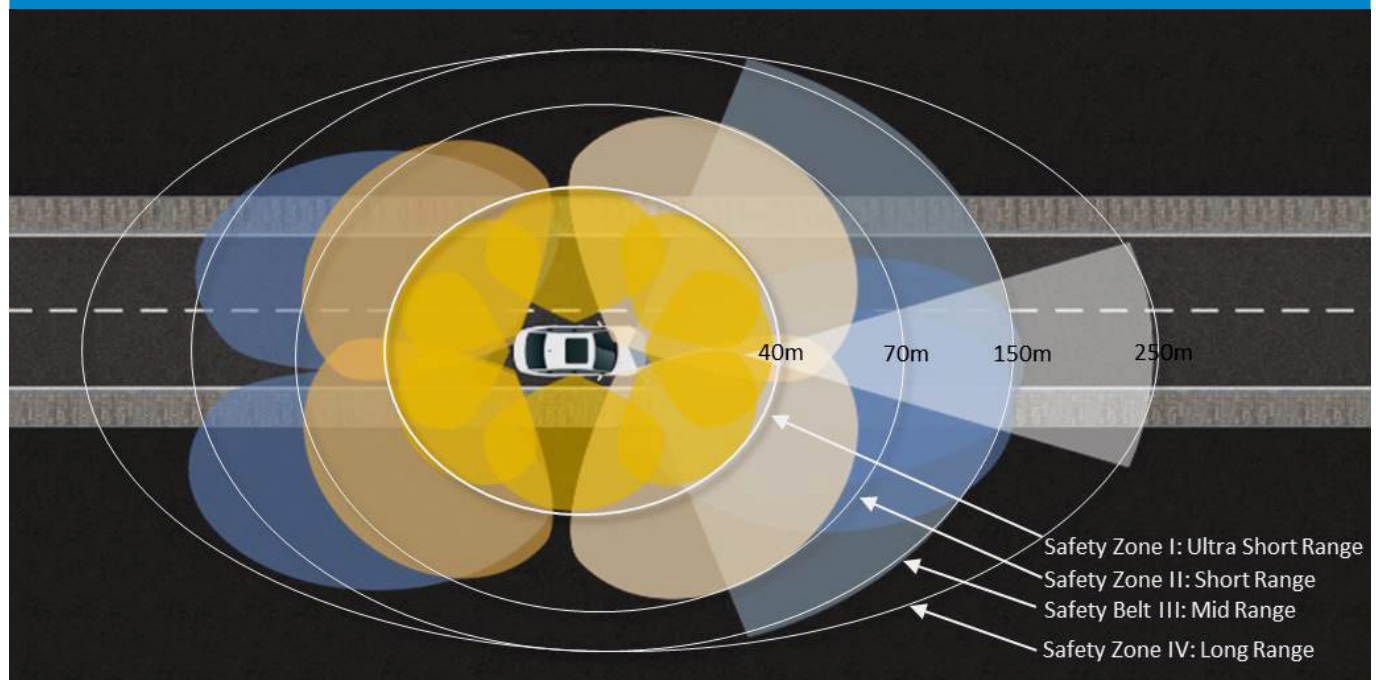 40m 70m 150m 250m
Safety Zone I: Ultra Short Range
Safety Zone II: Short Range
Safety Belt III: Mid Range
Safety Zone IV: Long Range